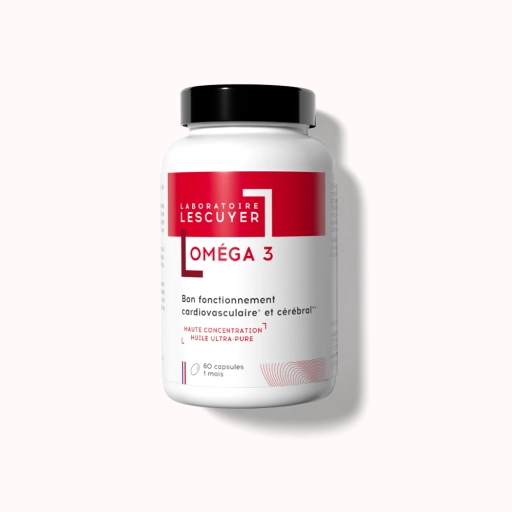 LABORATOIRE
LESCUYER
OMÉGA 3
Bon fonctionnement
cardiovasculaire* et cérébral**
HAUTE CONCENTRATION
HUILE ULTRA-PURE
60 capsules
1 mois